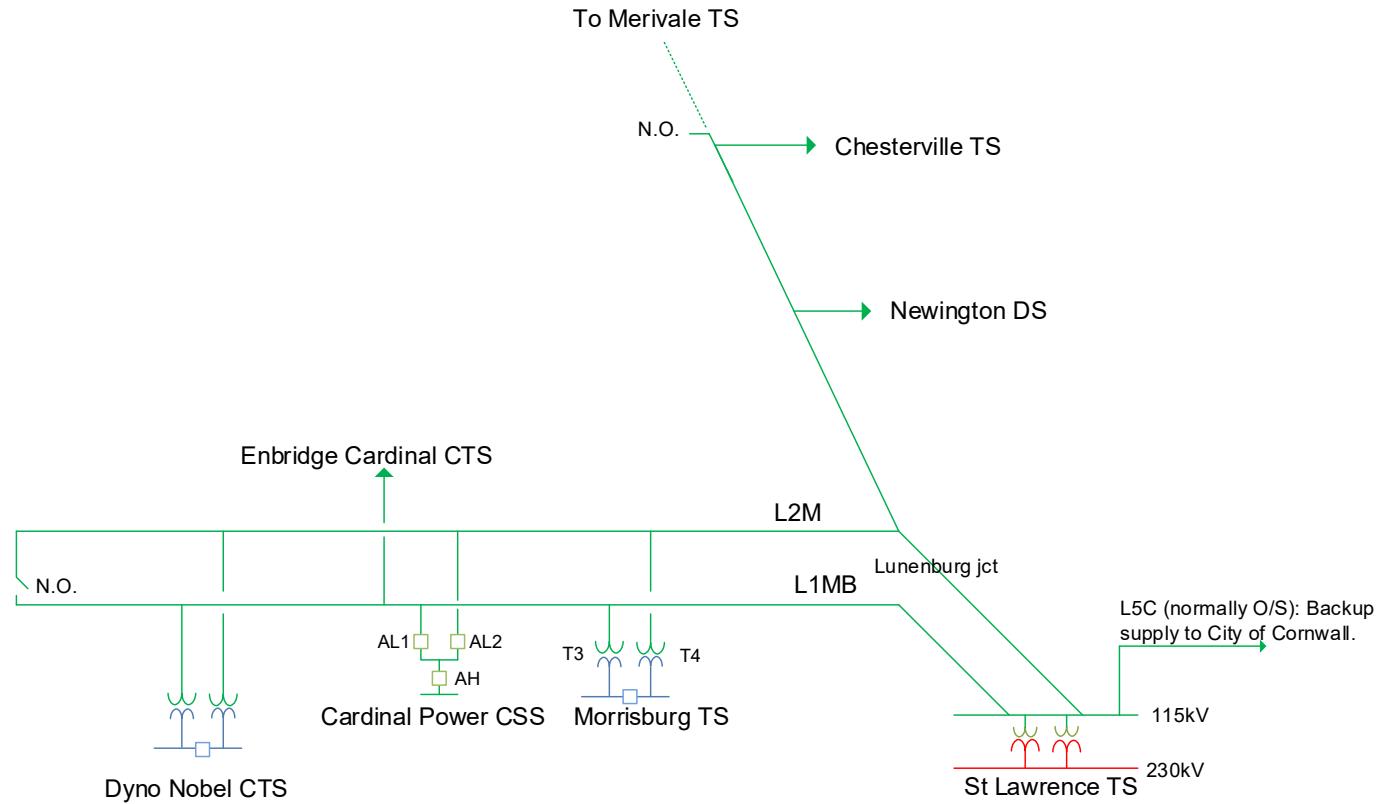 To Merivale TS
N.O.
Chesterville TS
Newington DS
Enbridge Cardinal CTS
L2M
Lunenburg jct
N.O.
L1MB
L5C (normally O/S): Backup
supply to City of Cornwall.
AL1
AL2
T3
T4
AH
Cardinal Power CSS
Morrisburg TS
115kV
230kV
Dyno Nobel CTS
St Lawrence TS